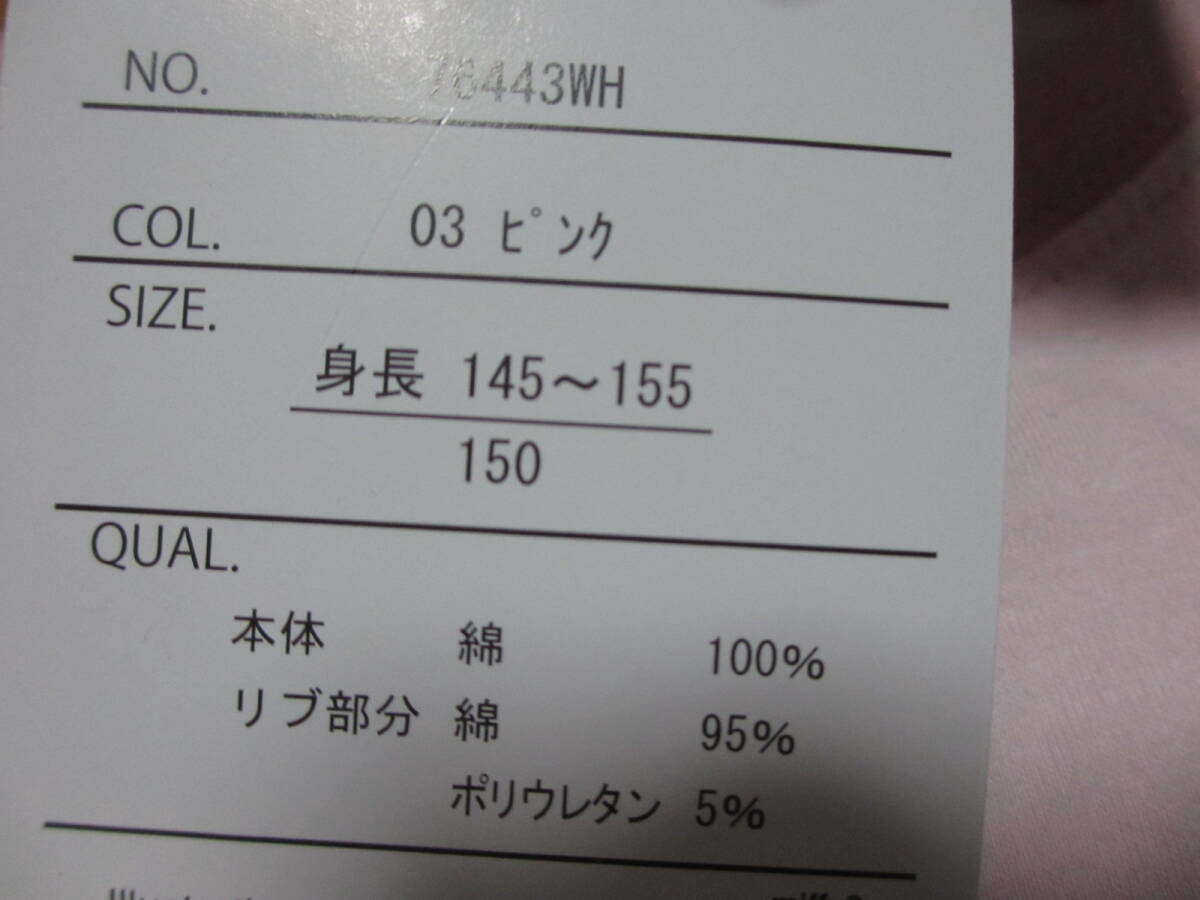 NO. 76443WH
COL. 03 ピンク
SIZE.
身長 145～155
150
QUAL.
本体 綿 100%
リブ部分 綿 95%
ポリウレタン 5%